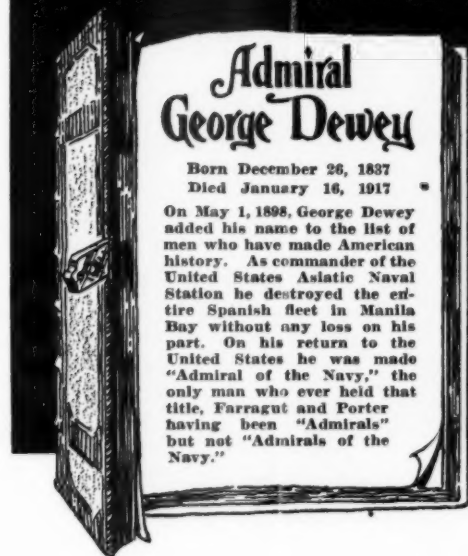 Admiral
George Dewey
Born December 26, 1837
Died January 16, 1917
On May 1, 1898, George Dewey
added his name to the list of
men who have made American
history. As commander of the
United States Asiatic Naval
Station he destroyed the en-
tire Spanish fleet in Manila
Bay without any loss on his
part. On his return to the
United States he was made
"Admiral of the Navy," the
only man who ever held that
title, Farragut and Porter
having been "Admirals"
but not "Admirals of the
Navy."